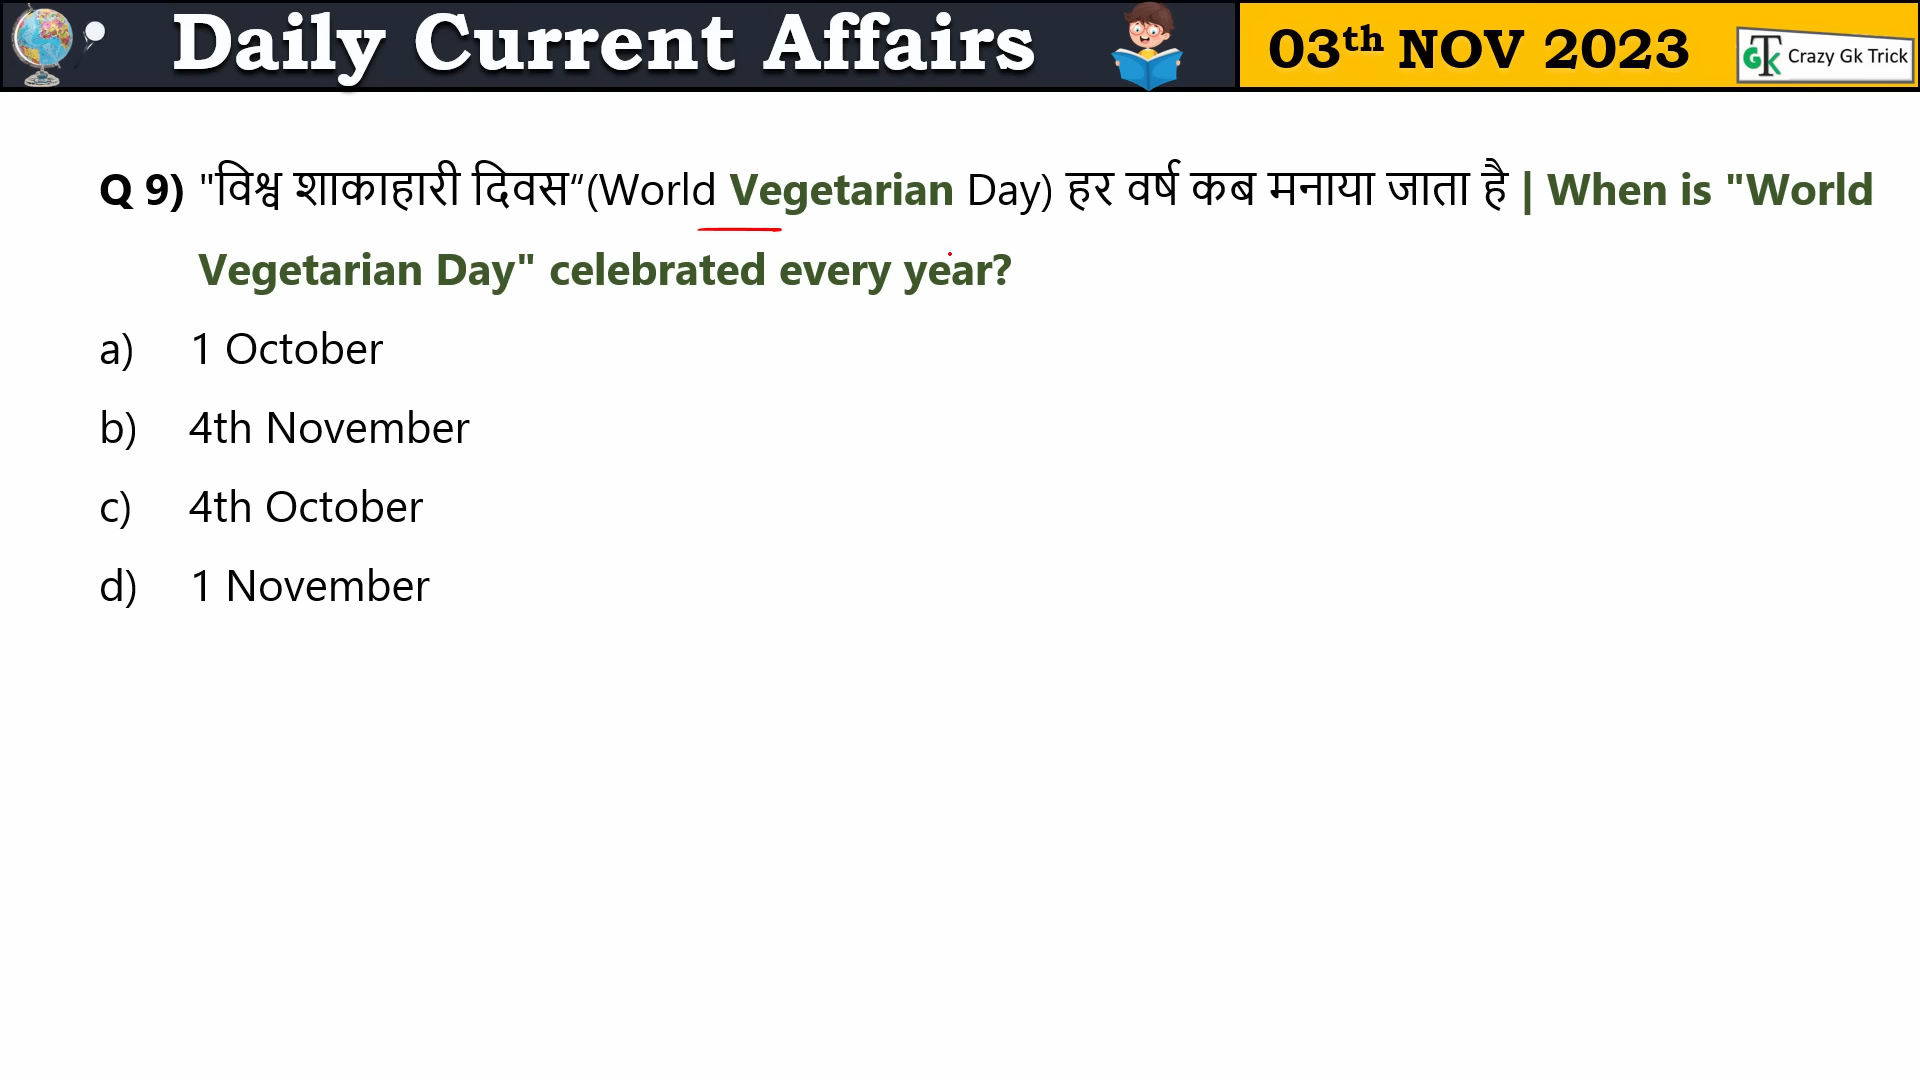 Daily Current Affairs
03th NOV 2023
GTK Crazy Gk Trick
Q 9) "विश्व शाकाहारी दिवस“(World Vegetarian Day) हर वर्ष कब मनाया जाता है | When is "World
Vegetarian Day" celebrated every year?
a) 1 October
b) 4th November
c) 4th October
d) 1 November